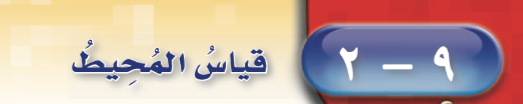 ٩ – ٢ قياسُ المُحِيطُ